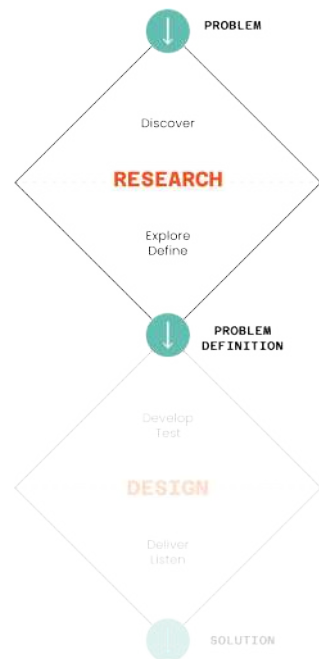 PROBLEM
Discover
RESEARCH
Explore
Define
PROBLEM
DEFINITION
Develop
Test
DESIGN
Deliver
Listen
SOLUTION